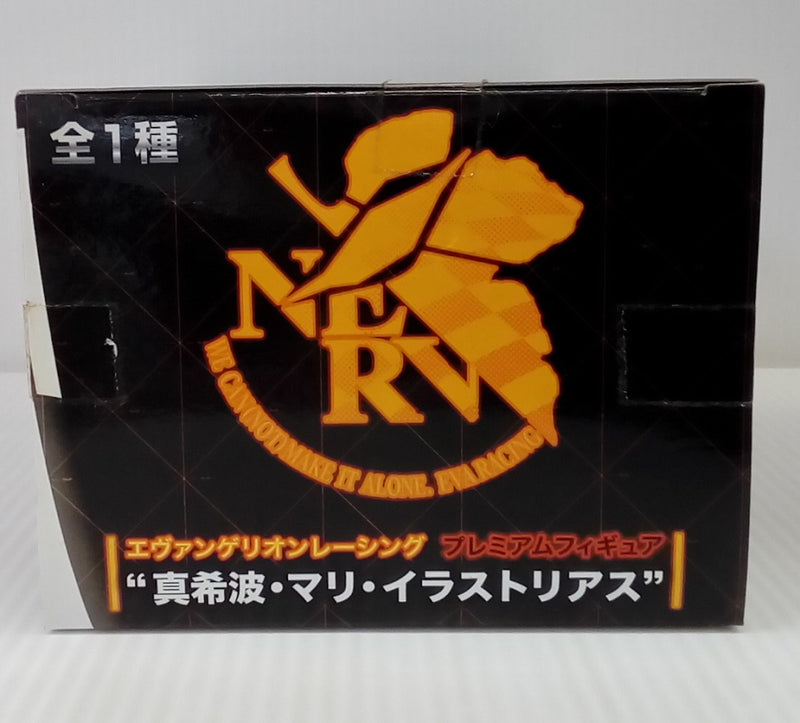 全1種
NERV
WE CAN NOT MAKE IT ALONE. EVA RACING
エヴァンゲリオンレーシング プレミアムフィギュア
“真希波・マリ・イラストリアス”